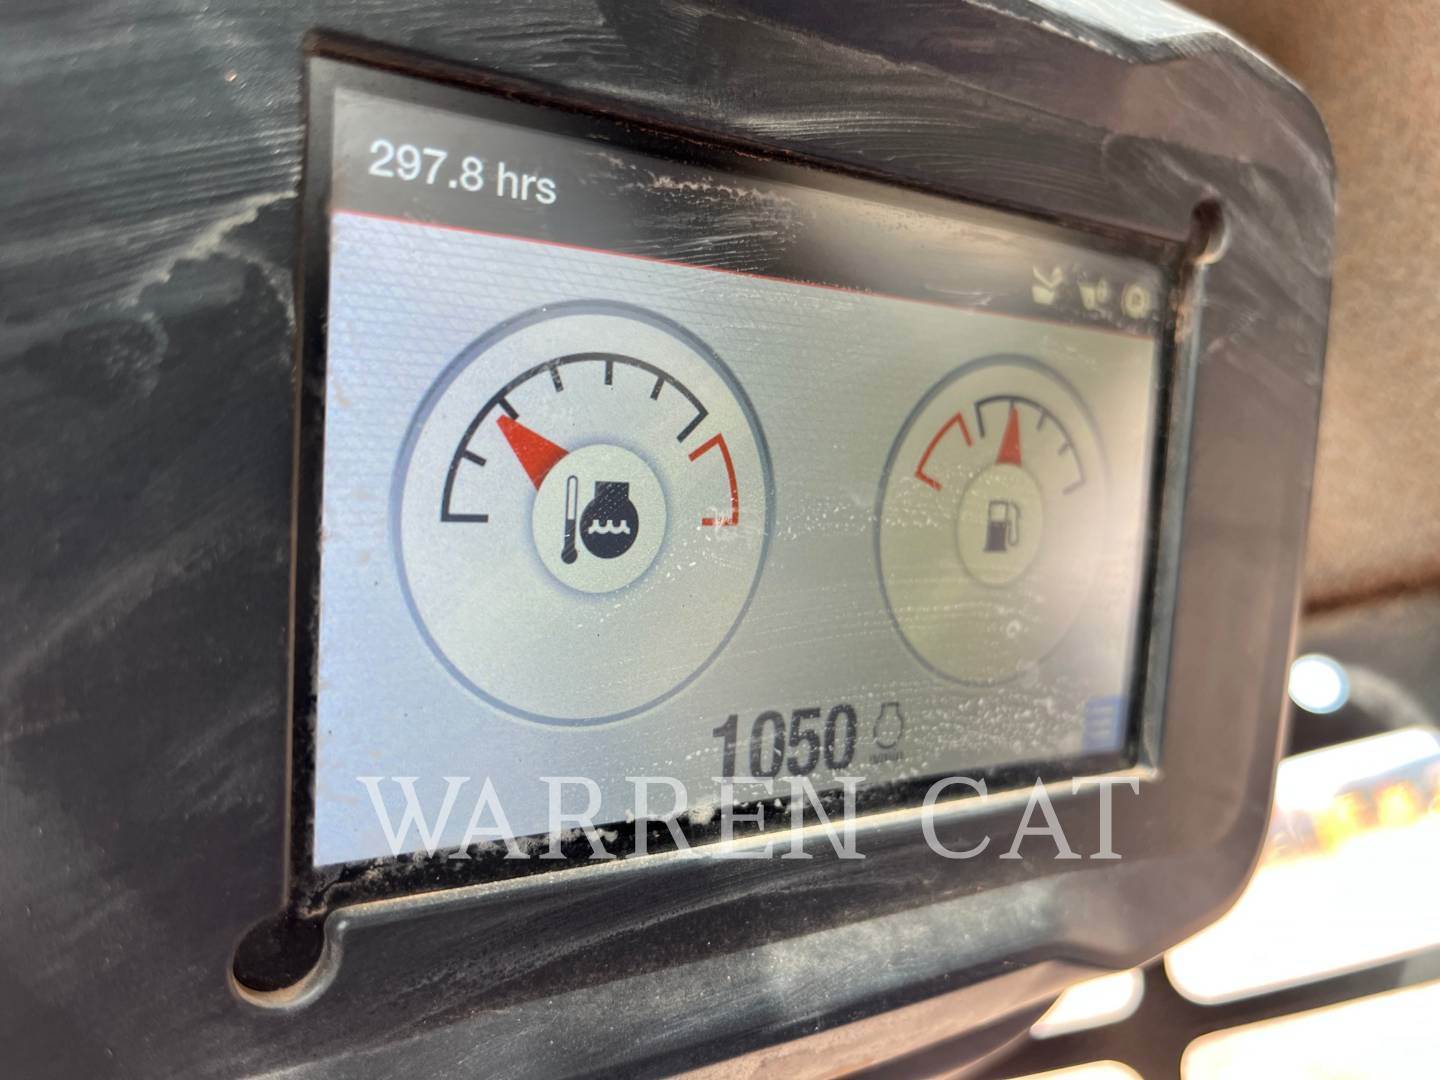 297.8 hrs
1050
WARREN CAT